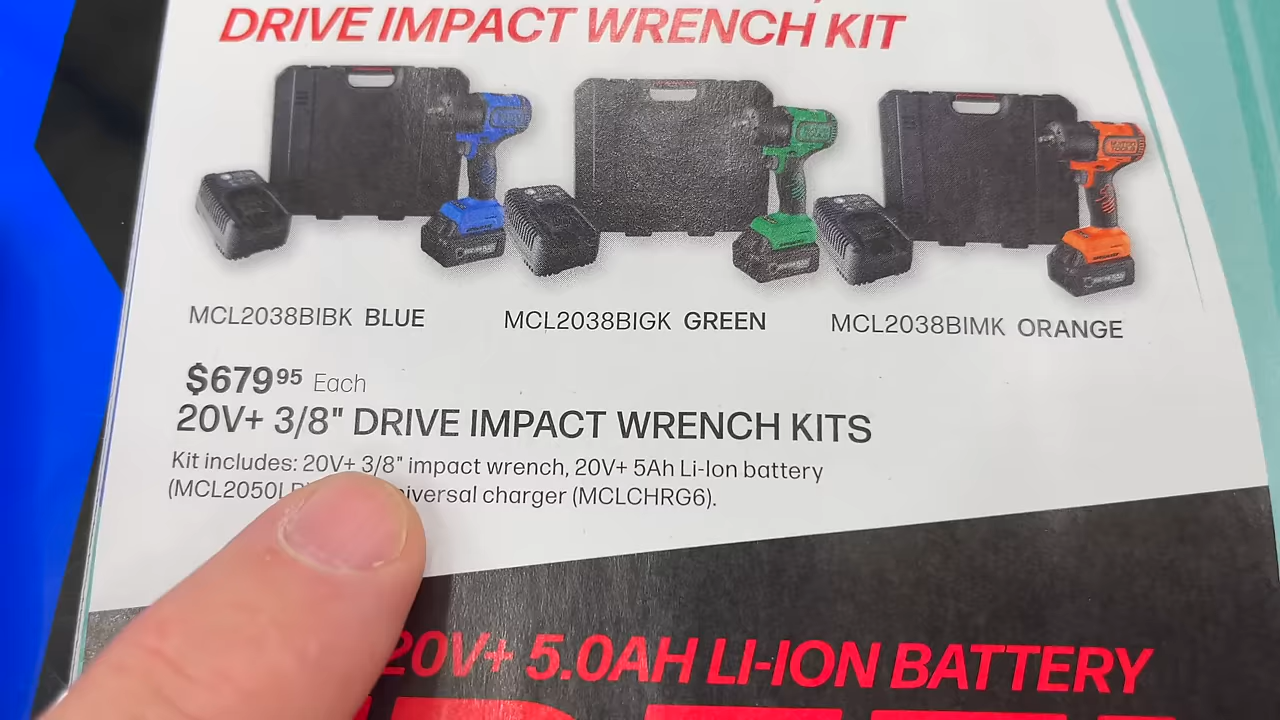 DRIVE IMPACT WRENCH KIT
MCL2038BIBK BLUE
MCL2038BIGK GREEN
MCL2038BIMK ORANGE
$679.95 Each
20V+ 3/8" DRIVE IMPACT WRENCH KITS
Kit includes: 20V+ 3/8" impact wrench, 20V+ 5Ah Li-Ion battery
charger (MCLCHRG6).
20V+ 5.0AH LI-ION BATTERY